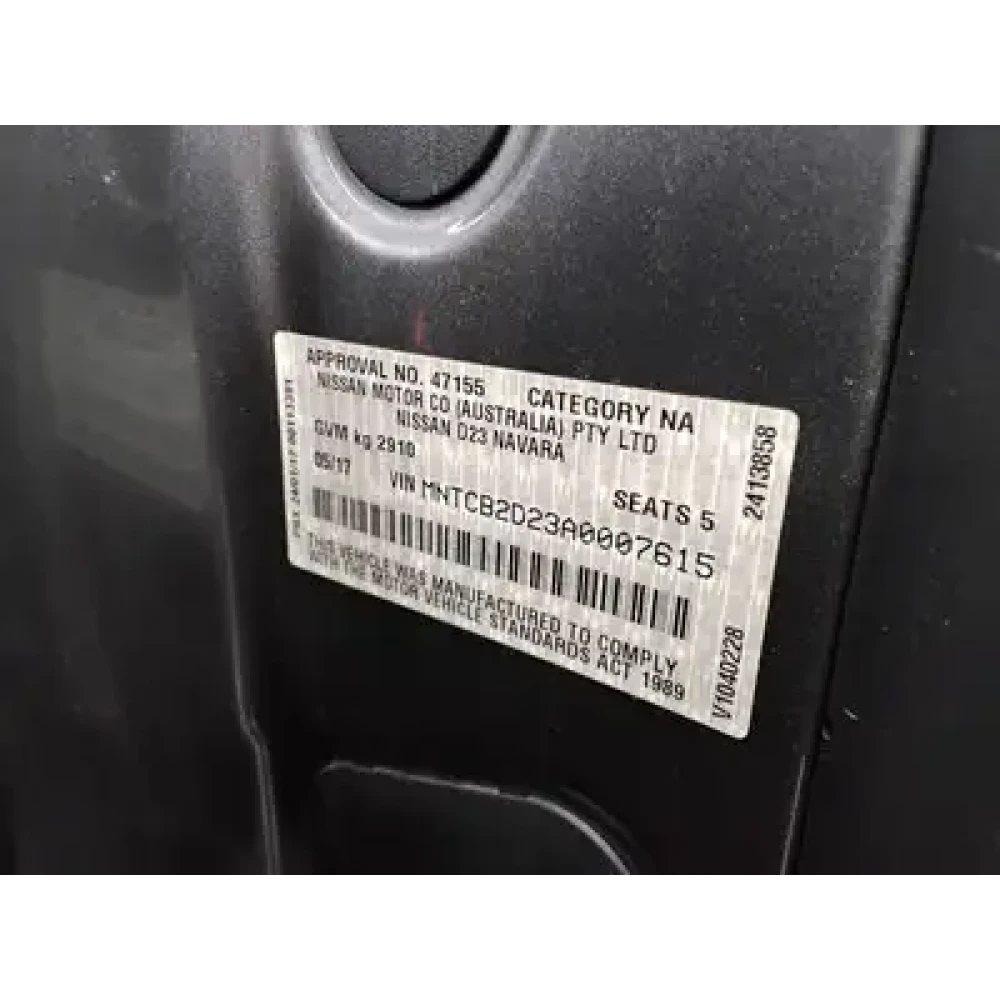 APPROVAL NO. 47155 CATEGORY NA
NISSAN MOTOR CO (AUSTRALIA) PTY LTD
NISSAN D23 NAVARA
GVM kg 2910 SEATS 5
05/17 VIN MNTCB2D23A0007615
THIS VEHICLE WAS MANUFACTURED TO COMPLY
WITH THE MOTOR VEHICLE STANDARDS ACT 1989
2413858
V1040228